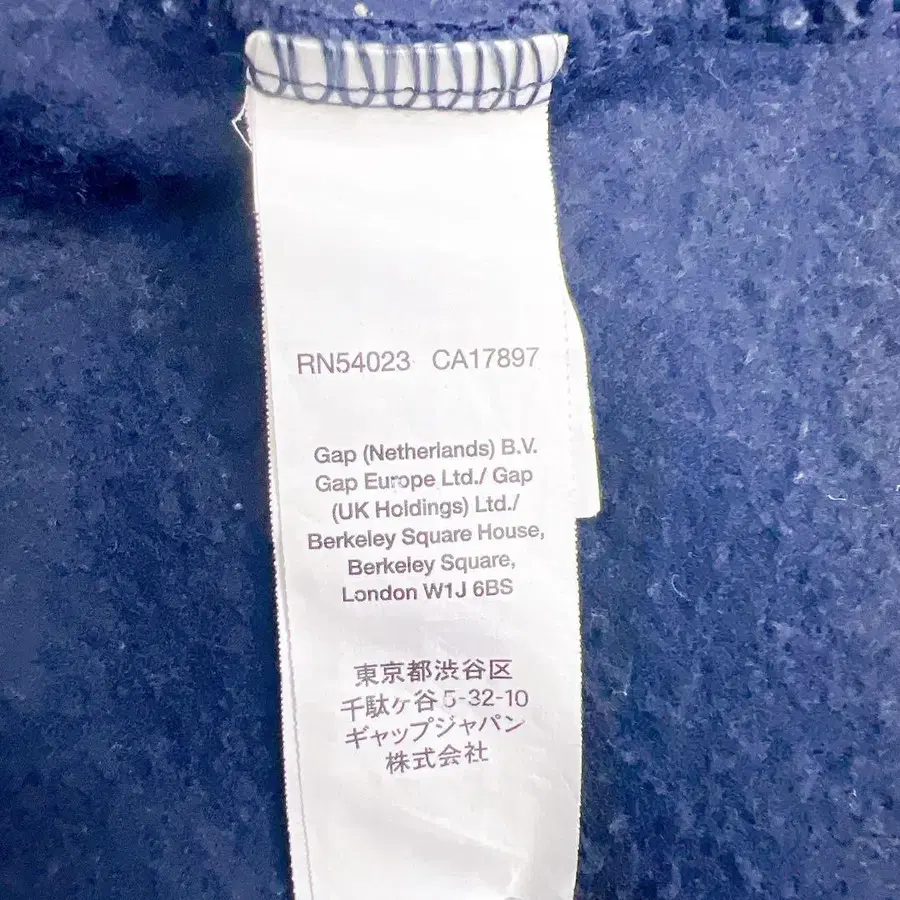 RN54023 CA17897
Gap (Netherlands) B.V.
Gap Europe Ltd./ Gap
(UK Holdings) Ltd./
Berkeley Square House,
Berkeley Square,
London W1J 6BS
東京都渋谷区
千駄ヶ谷5-32-10
ギャップジャパン
株式会社